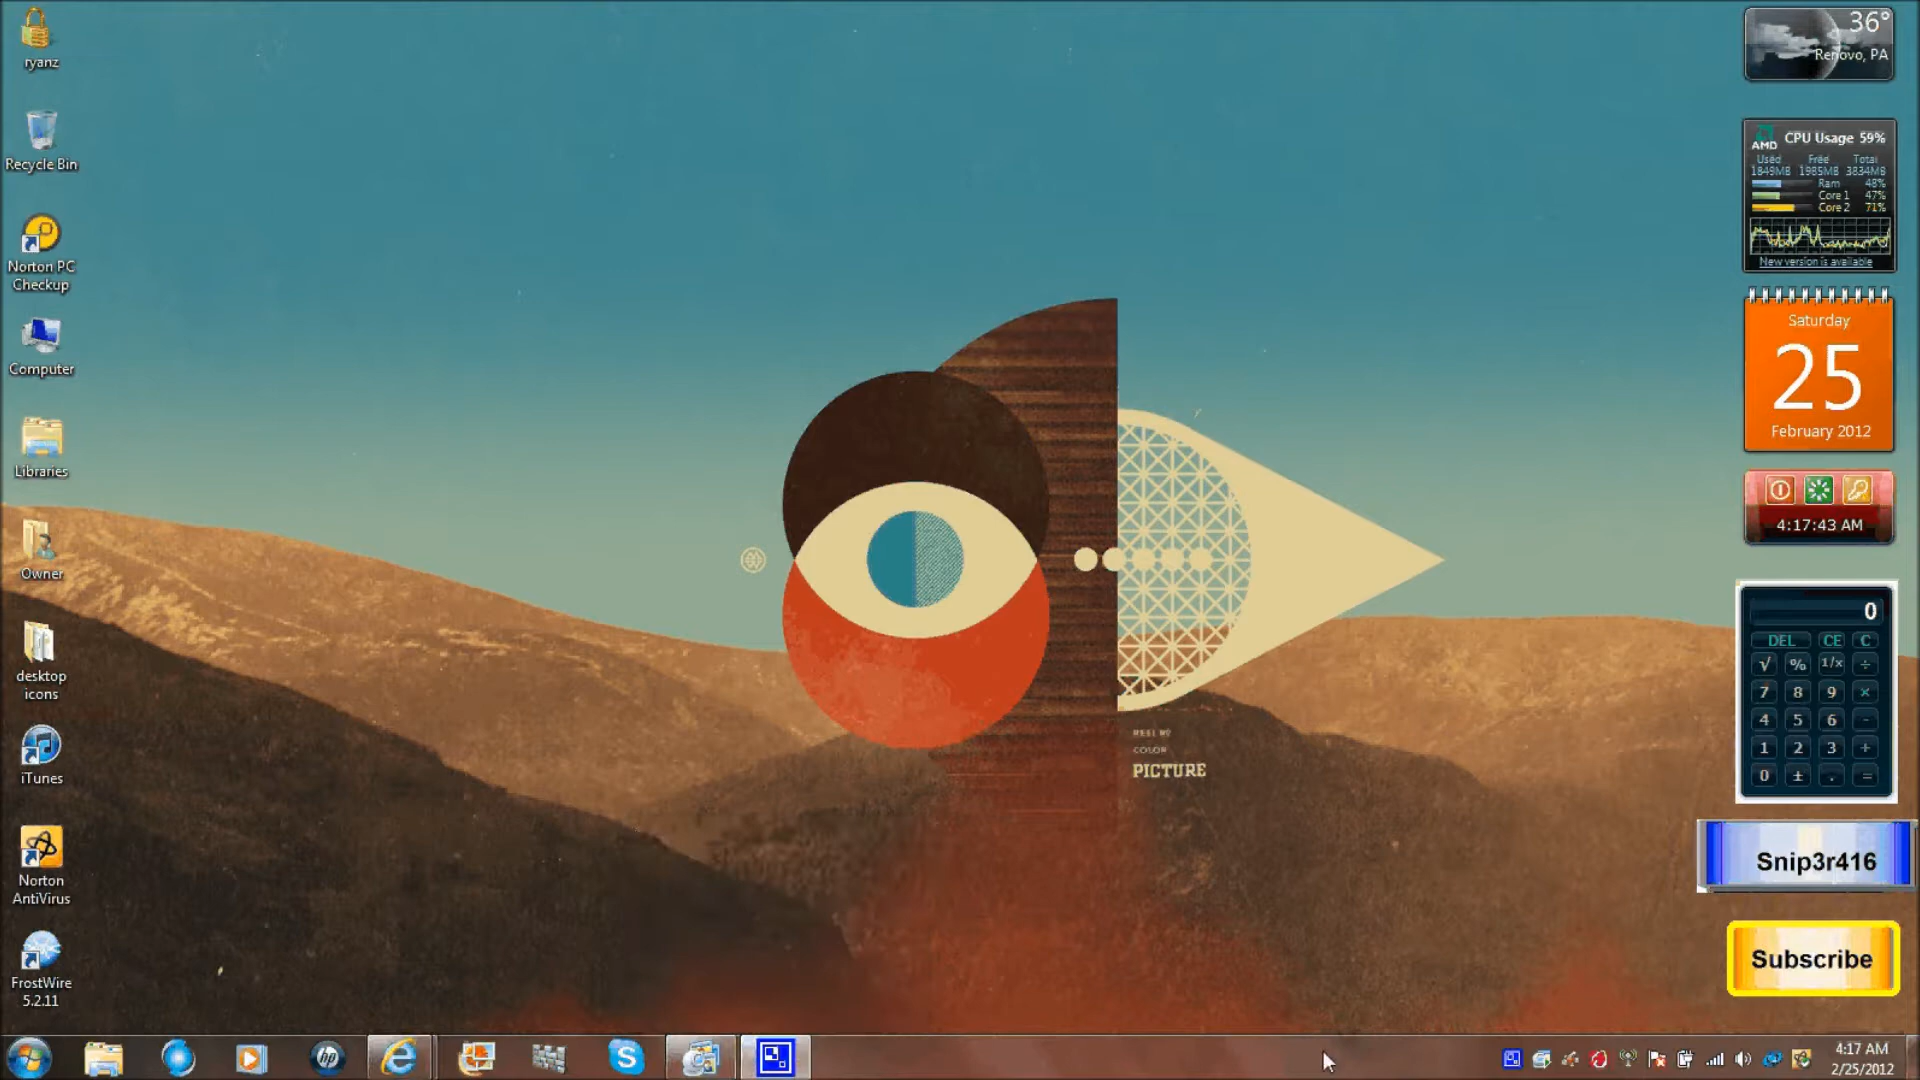 ryanz
Recycle Bin
Norton PC
Checkup
Computer
Libraries
Owner
desktop
icons
iTunes
Norton
AntiVirus
FrostWire
5.2.11
COLOR
PICTURE
36°
Renovo, PA
AMD
CPU Usage 59%
Used Free Total
1849MB 1985MB 3834MB
Ram 48%
Core 1 47%
Core 2 71%
New version is available
Saturday
25
February 2012
4:17:43 AM
0
DEL CE C
√ % 1/x ÷
7 8 9 ×
4 5 6 -
1 2 3 +
0 ± . =
Snip3r416
Subscribe
hp
4:17 AM
2/25/2012